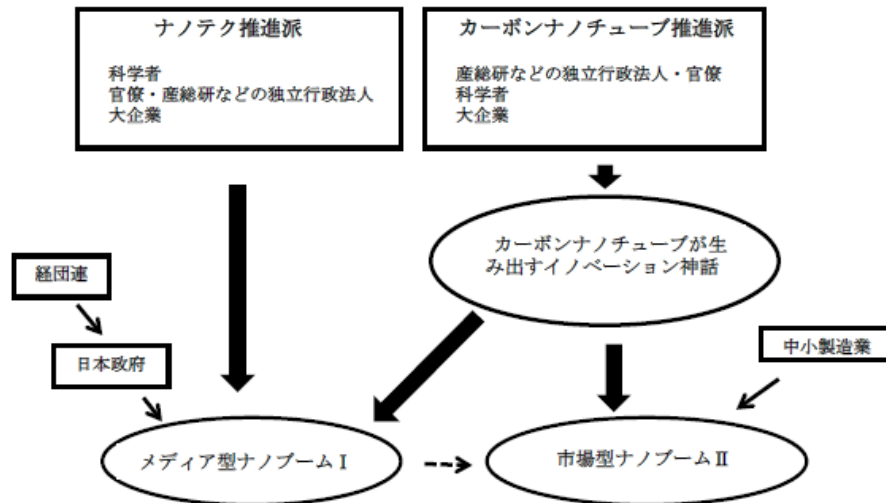 ナノテク推進派
科学者
官僚・産総研などの独立行政法人
大企業
カーボンナノチューブ推進派
産総研などの独立行政法人・官僚
科学者
大企業
カーボンナノチューブが生
み出すイノベーション神話
経団連
日本政府
中小製造業
メディア型ナノブームⅠ
市場型ナノブームⅡ